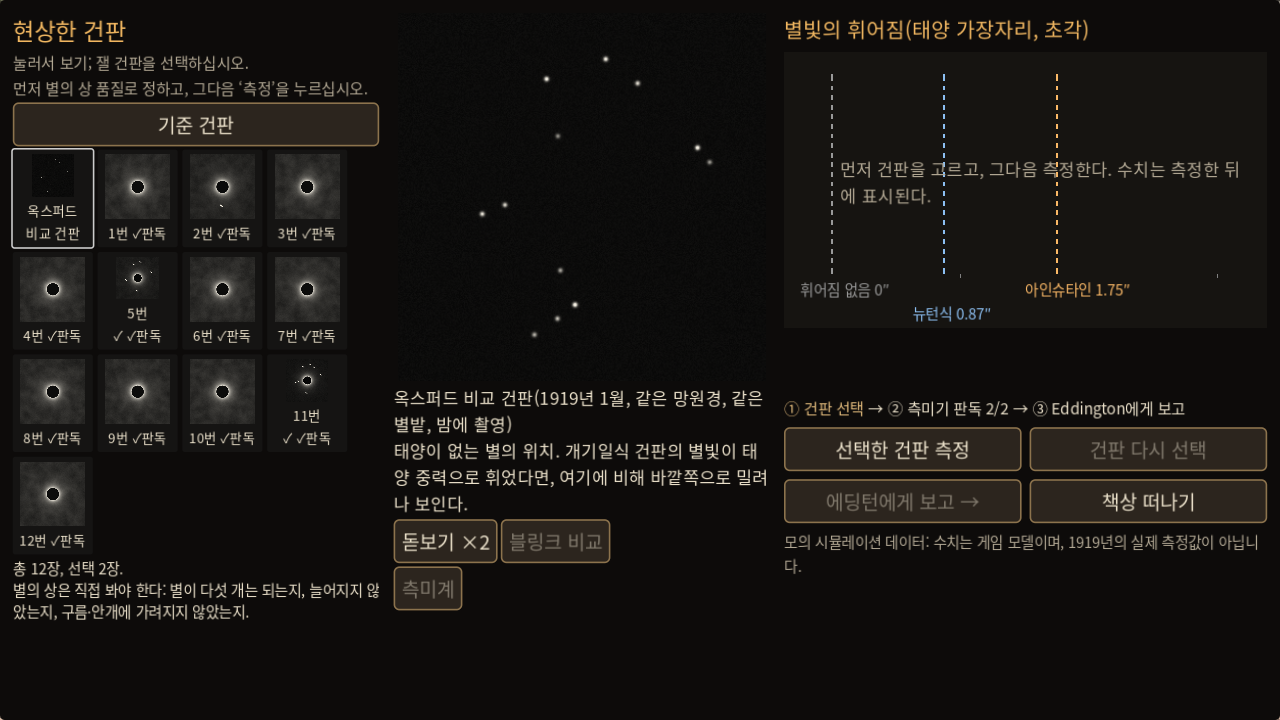 현상한 건판
눌러서 보기; 잴 건판을 선택하십시오.
먼저 별의 상 품질로 정하고, 그다음 ‘측정’을 누르십시오.
기준 건판
옥스퍼드
비교 건판
1번 ✓판독
2번 ✓판독
3번 ✓판독
4번 ✓판독
5번
✓ ✓판독
6번 ✓판독
7번 ✓판독
8번 ✓판독
9번 ✓판독
10번 ✓판독
11번
✓ ✓판독
12번 ✓판독
총 12장, 선택 2장.
별의 상은 직접 봐야 한다: 별이 다섯 개는 되는지, 늘어지지 않
았는지, 구름·안개에 가려지지 않았는지.
옥스퍼드 비교 건판(1919년 1월, 같은 망원경, 같은
별밭, 밤에 촬영)
태양이 없는 별의 위치. 개기일식 건판의 별빛이 태
양 중력으로 휘었다면, 여기에 비해 바깥쪽으로 밀려
나 보인다.
돋보기 ×2
블링크 비교
측미계
별빛의 휘어짐(태양 가장자리, 초각)
먼저 건판을 고르고, 그다음 측정한다. 수치는 측정한 뒤
에 표시된다.
휘어짐 없음 0″
뉴턴식 0.87″
아인슈타인 1.75″
① 건판 선택 → ② 측미기 판독 2/2 → ③ Eddington에게 보고
선택한 건판 측정
건판 다시 선택
에딩턴에게 보고 →
책상 떠나기
모의 시뮬레이션 데이터: 수치는 게임 모델이며, 1919년의 실제 측정값이 아닙니
다.